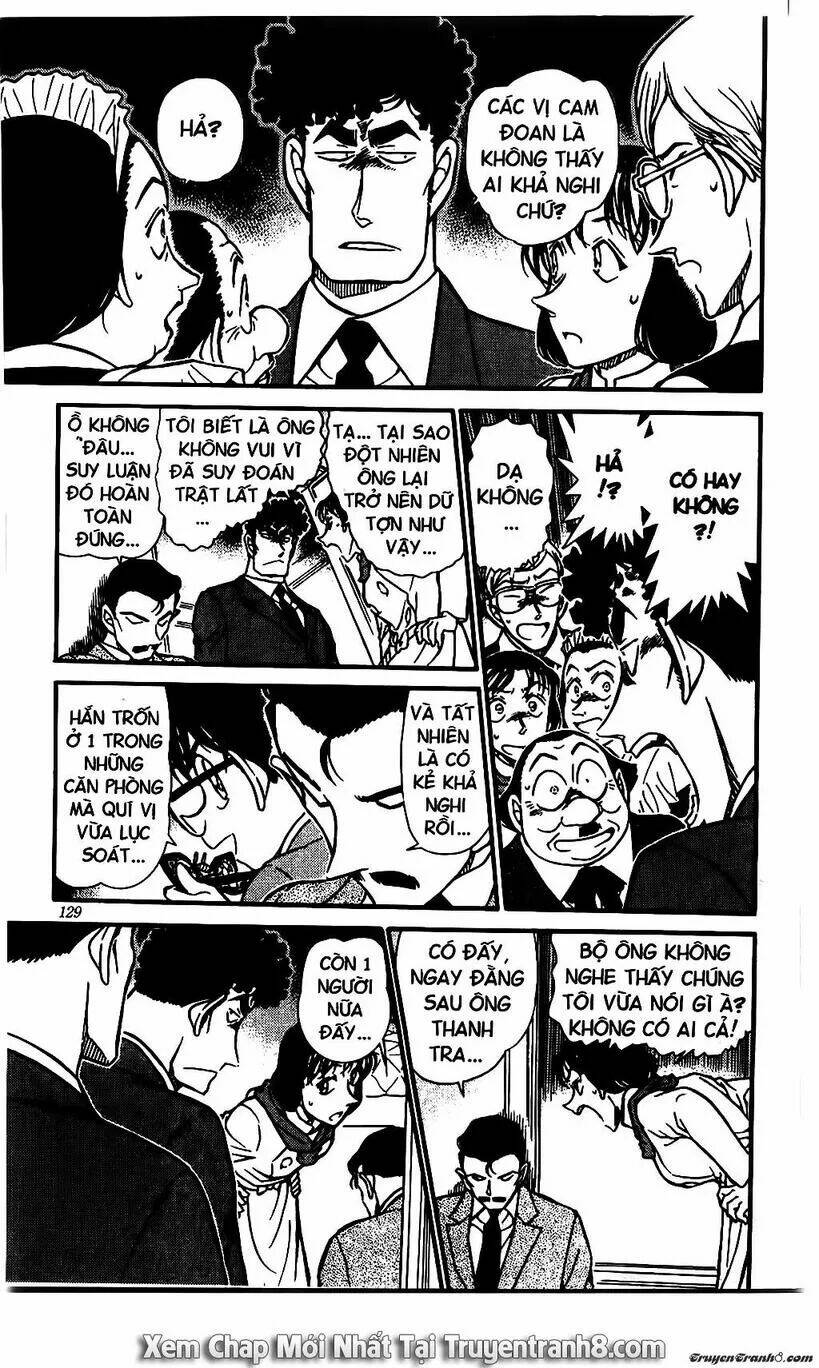 CÁC VỊ CAM
ĐOAN LÀ
KHÔNG THẤY
AI KHẢ NGHI
CHỨ?
HẢ?
CÓ HAY
KHÔNG
?!
HẢ
!?
DẠ
KHÔNG
...
TẠ... TẠI SAO
ĐỘT NHIÊN
ÔNG LẠI
TRỞ NÊN DỮ
TỢN NHƯ
VẬY...
TÔI BIẾT LÀ ÔNG
KHÔNG VUI VÌ
ĐÃ SUY ĐOÁN
TRẬT LẤT
...
Ồ KHÔNG
ĐÂU...
SUY LUẬN
ĐÓ HOÀN
TOÀN
ĐÚNG...
VÀ TẤT
NHIÊN
LÀ CÓ
KẺ KHẢ
NGHI
RỒI...
HẮN TRỐN
Ở 1 TRONG
NHỮNG
CĂN PHÒNG
MÀ QUÍ VỊ
VỪA LỤC
SOÁT...
129
BỘ ÔNG KHÔNG
NGHE THẤY CHÚNG
TÔI VỪA NÓI GÌ À?
KHÔNG CÓ AI CẢ!
CÓ ĐẤY,
NGAY ĐẰNG
SAU ÔNG
THANH
TRA...
CÒN 1
NGƯỜI
NỮA
ĐẤY...
Xem Chap Mới Nhất Tại Truyentranh8.com
TruyenTranh8.com